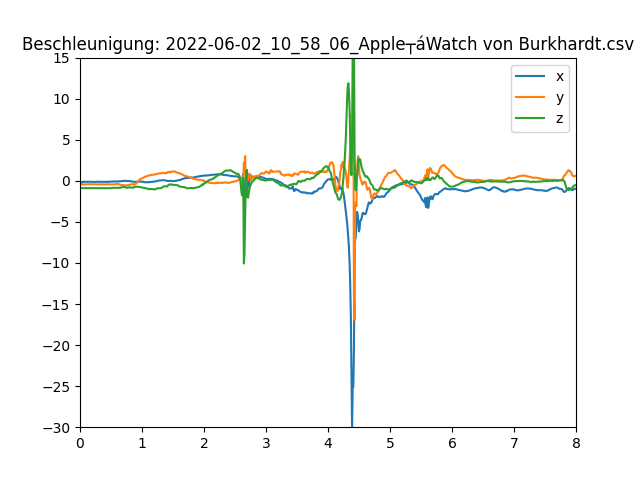 Beschleunigung: 2022-06-02_10_58_06_Apple┬áWatch von Burkhardt.csv
15
10
5
0
−5
−10
−15
−20
−25
−30
0 1 2 3 4 5 6 7 8
x
y
z